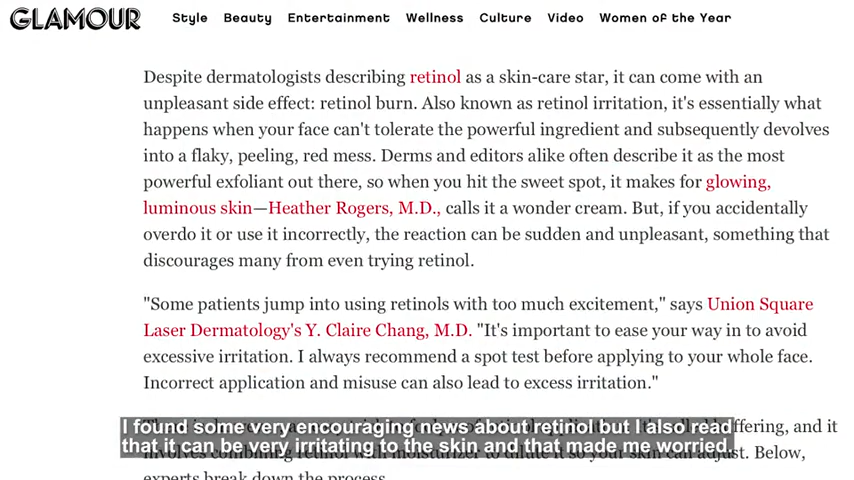 GLAMOUR Style Beauty Entertainment Wellness Culture Video Women of the Year
Despite dermatologists describing retinol as a skin-care star, it can come with an
unpleasant side effect: retinol burn. Also known as retinol irritation, it's essentially what
happens when your face can't tolerate the powerful ingredient and subsequently devolves
into a flaky, peeling, red mess. Derms and editors alike often describe it as the most
powerful exfoliant out there, so when you hit the sweet spot, it makes for glowing,
luminous skin—Heather Rogers, M.D., calls it a wonder cream. But, if you accidentally
overdo it or use it incorrectly, the reaction can be sudden and unpleasant, something that
discourages many from even trying retinol.
"Some patients jump into using retinols with too much excitement," says Union Square
Laser Dermatology's Y. Claire Chang, M.D. "It's important to ease your way in to avoid
excessive irritation. I always recommend a spot test before applying to your whole face.
Incorrect application and misuse can also lead to excess irritation."
I found some very encouraging news about retinol but I also read
that it can be very irritating to the skin and that made me worried.
buffering, and it
involves combining retinol with moisturizer to dilute it so your skin can adjust. Below,
experts break down the process.